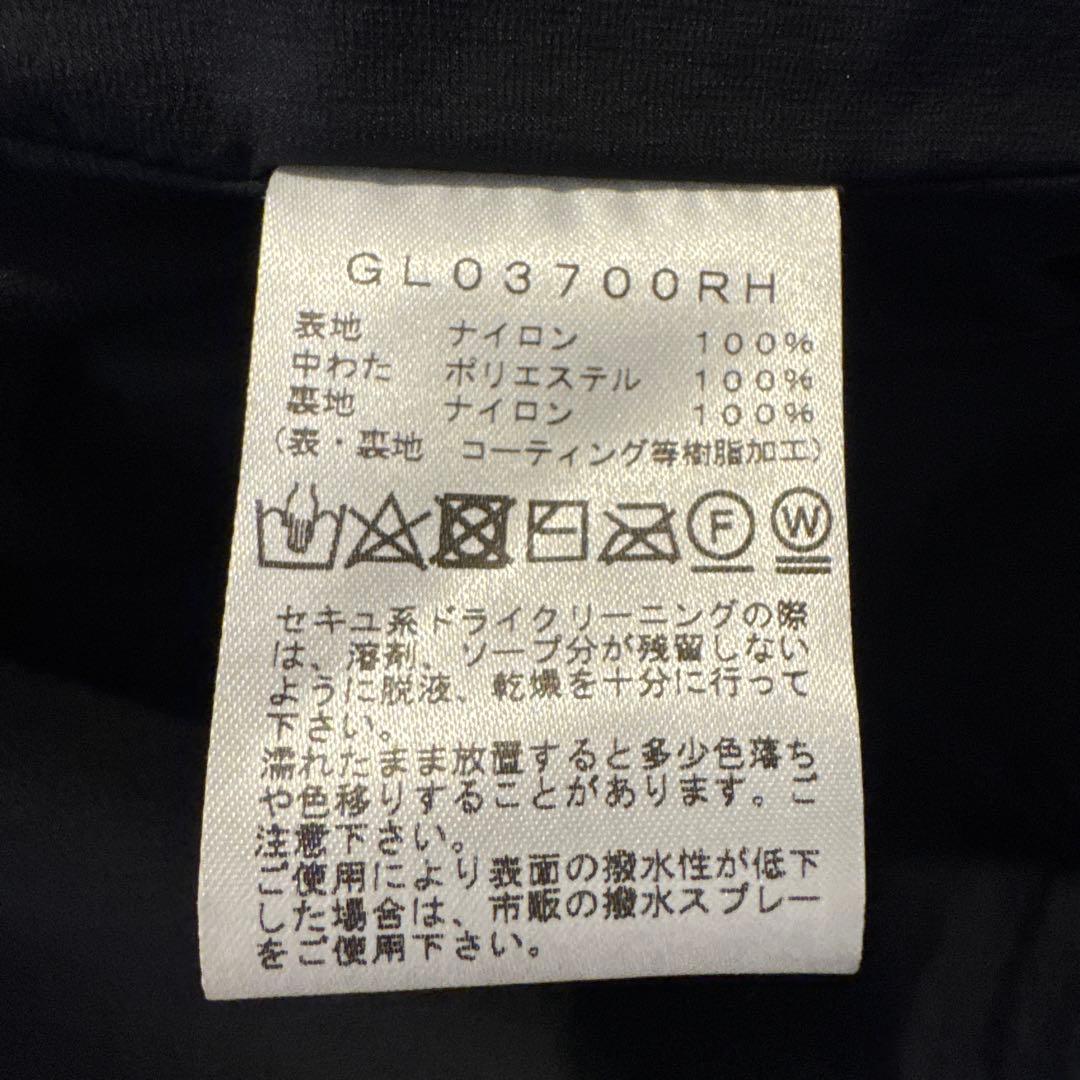 GL03700RH
表地 ナイロン 100%
中わた ポリエステル 100%
裏地 ナイロン 100%
(表・裏地 コーティング等樹脂加工)
F W
セキユ系ドライクリーニングの際
は、溶剤、ソープ分が残留しない
ように脱液、乾燥を十分に行って
下さい。
濡れたまま放置すると多少色落ち
や色移りすることがあります。ご
注意下さい。
ご使用により表面の撥水性が低下
した場合は、市販の撥水スプレー
をご使用下さい。